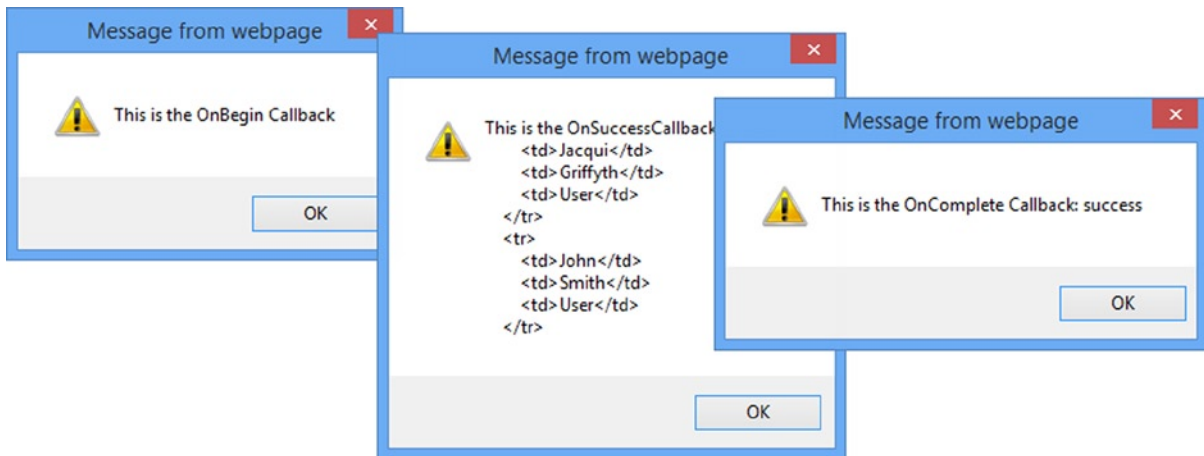 Message from webpage
This is the OnBegin Callback
OK
Message from webpage
This is the OnSuccessCallback
<td>Jacqui</td>
<td>Griffyth</td>
<td>User</td>
</tr>
<tr>
<td>John</td>
<td>Smith</td>
<td>User</td>
</tr>
OK
Message from webpage
This is the OnComplete Callback: success
OK